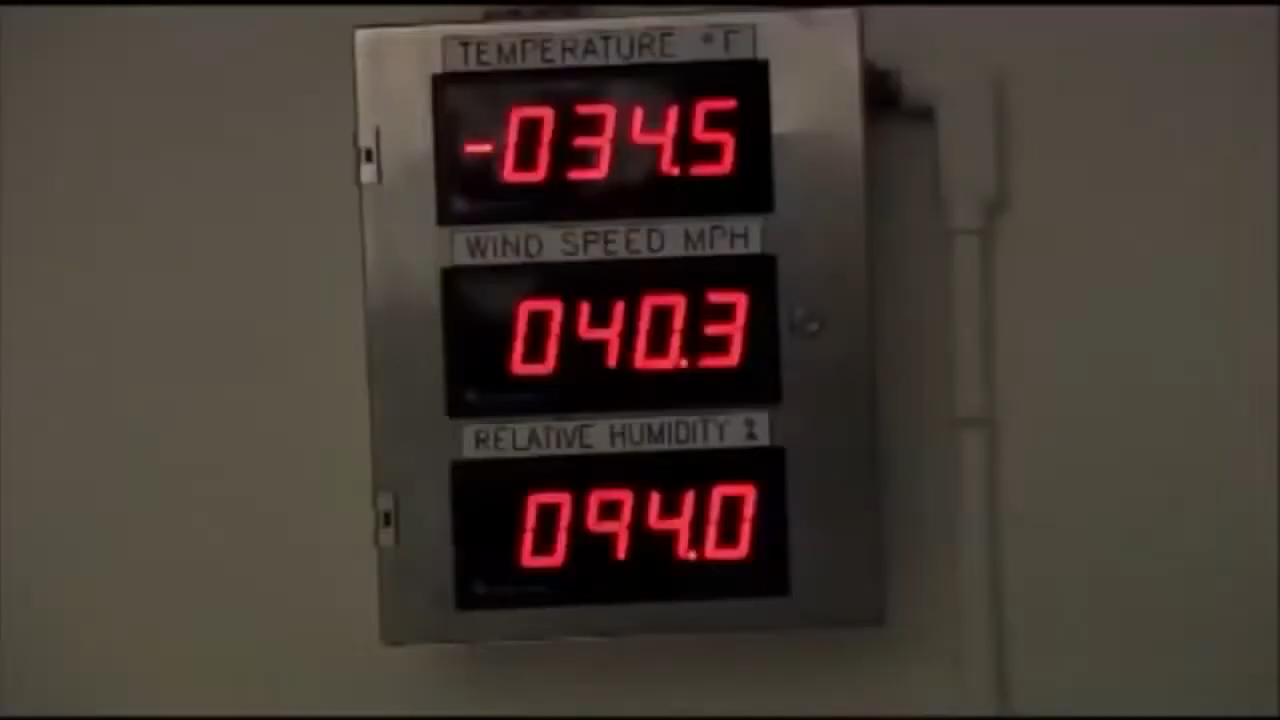 TEMPERATURE °F
-034.5
WIND SPEED MPH
040.3
RELATIVE HUMIDITY %
094.0